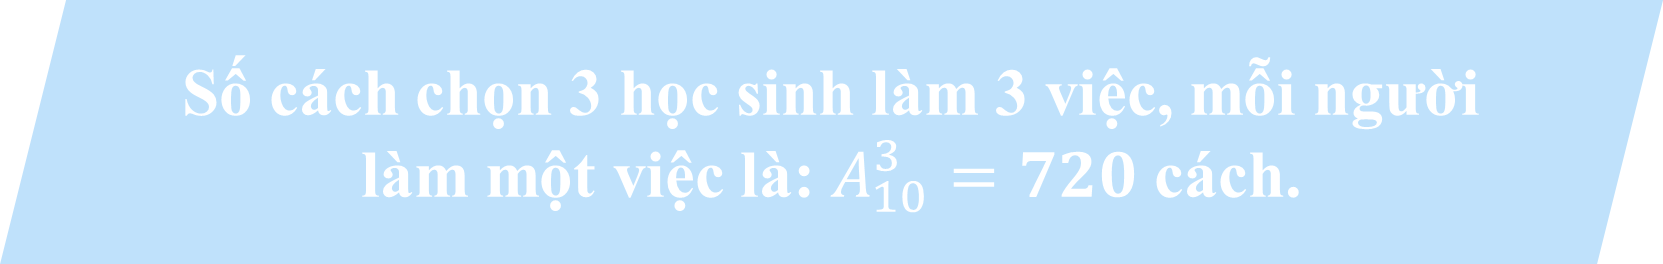 Số cách chọn 3 học sinh làm 3 việc, mỗi người
làm một việc là: $A_{10}^{3} = 720$ cách.